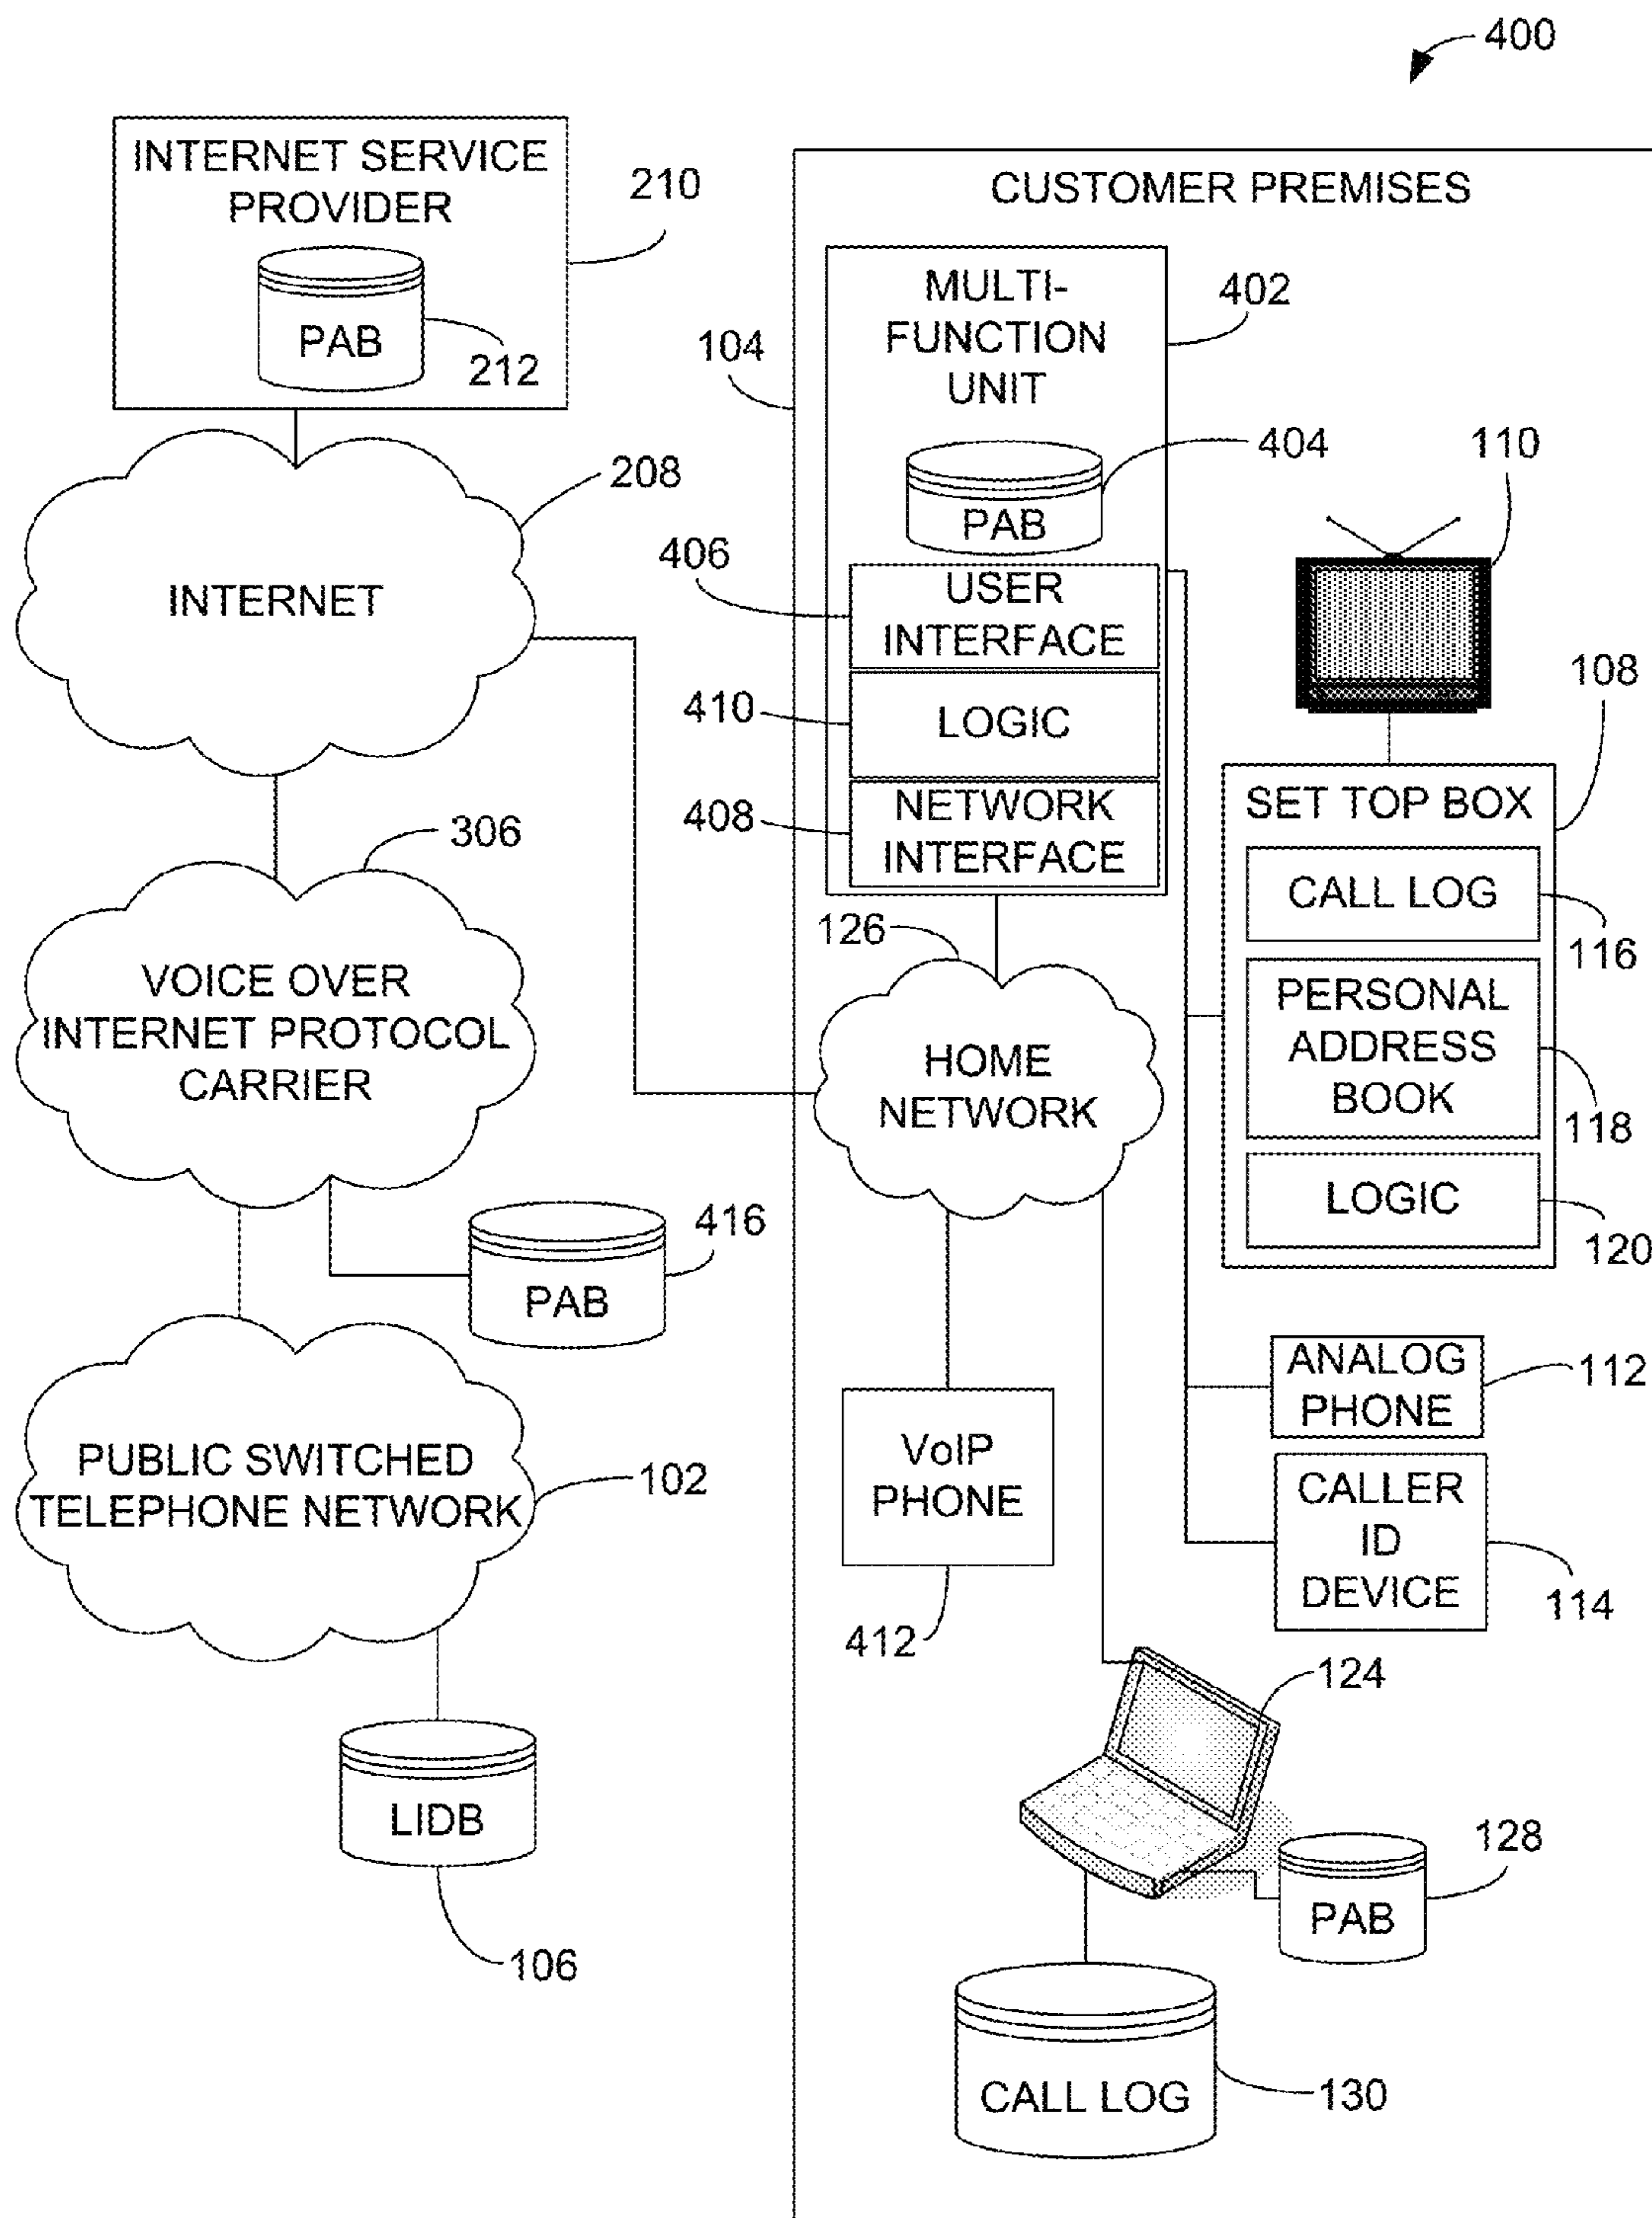 400
INTERNET SERVICE
PROVIDER
PAB
212
210
CUSTOMER PREMISES
104
MULTI-
FUNCTION
UNIT
402
PAB
404
406
USER
INTERFACE
410
LOGIC
408
NETWORK
INTERFACE
110
108
SET TOP BOX
CALL LOG
116
PERSONAL
ADDRESS
BOOK
118
LOGIC
120
INTERNET
208
306
VOICE OVER
INTERNET PROTOCOL
CARRIER
126
HOME
NETWORK
PAB
416
PUBLIC SWITCHED
TELEPHONE NETWORK
102
VoIP
PHONE
412
ANALOG
PHONE
112
CALLER
ID
DEVICE
114
124
LIDB
106
PAB
128
CALL LOG
130